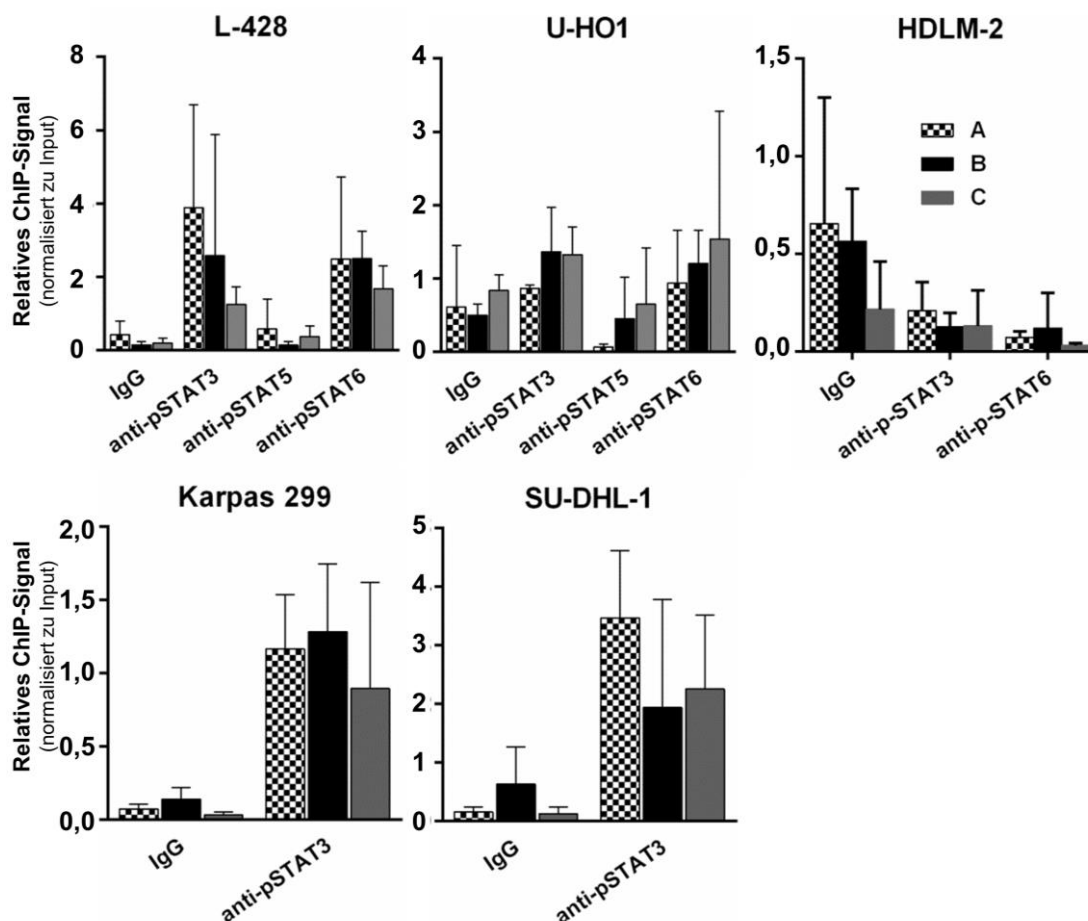 L-428
U-HO1
HDLM-2
Relatives ChIP-Signal
(normalisiert zu Input)
8
6
4
2
0
IgG
anti-pSTAT3
anti-pSTAT5
anti-pSTAT6
4
3
2
1
0
IgG
anti-pSTAT3
anti-pSTAT5
anti-pSTAT6
1,5
1,0
0,5
0,0
A
B
C
IgG
anti-p-STAT3
anti-p-STAT6
Karpas 299
SU-DHL-1
Relatives ChIP-Signal
(normalisiert zu Input)
2,0
1,5
1,0
0,5
0,0
IgG
anti-pSTAT3
5
4
3
2
1
0
IgG
anti-pSTAT3